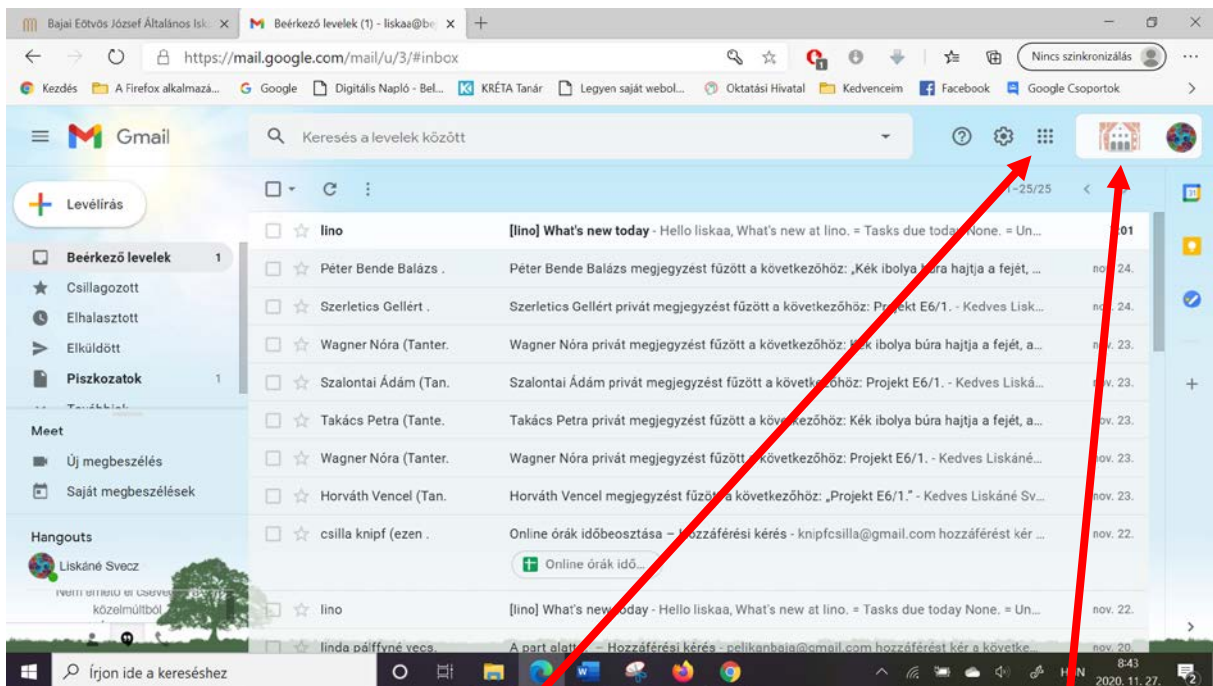 Bajai Eötvös József Általános Isk
Beérkező levelek (1) - liskaa@be
https://mail.google.com/mail/u/3/#inbox
Nincs szinkronizálás
Kezdés A Firefox alkalmazá... Google Digitális Napló - Bel... KRÉTA Tanár Legyen saját webol... Oktatási Hivatal Kedvenceim Facebook Google Csoportok
Gmail
Keresés a levelek között
Levélírás
1–25/25
Beérkező levelek 1
Csillagozott
Elhalasztott
Elküldött
Piszkozatok 1
Meet
Új megbeszélés
Saját megbeszélések
Hangouts
Liskáné Svecz
közelmúltból
lino [lino] What's new today - Hello liskaa, What's new at lino. = Tasks due today None. = Un...
Péter Bende Balázs . Péter Bende Balázs megjegyzést fűzött a következőhöz: „Kék ibolya búra hajtja a fejét, ... nov. 24.
Szerletics Gellért . Szerletics Gellért privát megjegyzést fűzött a következőhöz: Projekt E6/1. - Kedves Lisk... nov. 24.
Wagner Nóra (Tanter. Wagner Nóra privát megjegyzést fűzött a következőhöz: Kék ibolya búra hajtja a fejét, a... nov. 23.
Szalontai Ádám (Tan. Szalontai Ádám privát megjegyzést fűzött a következőhöz: Projekt E6/1. - Kedves Liská... nov. 23.
Takács Petra (Tante. Takács Petra privát megjegyzést fűzött a következőhöz: Kék ibolya búra hajtja a fejét, a... nov. 23.
Wagner Nóra (Tanter. Wagner Nóra privát megjegyzést fűzött a következőhöz: Projekt E6/1. - Kedves Liskáné... nov. 23.
Horváth Vencel (Tan. Horváth Vencel megjegyzést fűzött a következőhöz: „Projekt E6/1." - Kedves Liskáné Sv... nov. 23.
csilla knipf (ezen . Online órák időbeosztása – Hozzáférési kérés - knipfcsilla@gmail.com hozzáférést kér ... nov. 22.
Online órák idő...
lino [lino] What's new today - Hello liskaa, What's new at lino. = Tasks due today None. = Un... nov. 22.
linda pálffyné vecs. A part alatt – Hozzáférési kérés - pelikanbaja@gmail.com hozzáférést kér a követke... nov. 20.
Írjon ide a kereséshez
HUN
8:43
2020. 11. 27.